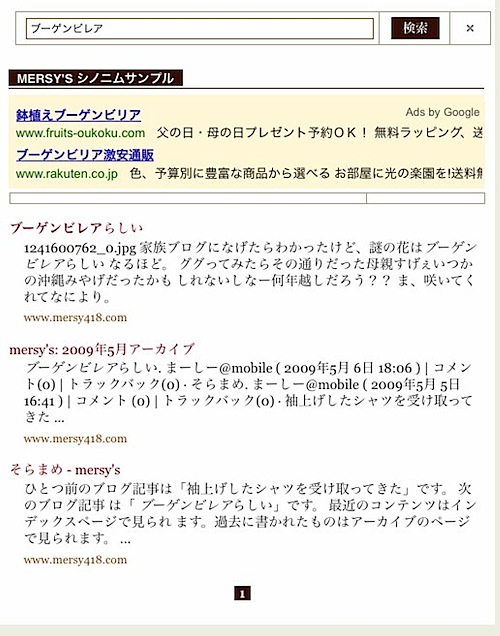 ブーゲンビレア 検索 ×
MERSY'S シノニムサンプル
鉢植えブーゲンビリア Ads by Google
www.fruits-oukoku.com 父の日・母の日プレゼント予約OK！ 無料ラッピング、送
ブーゲンビリア激安通販
www.rakuten.co.jp 色、予算別に豊富な商品から選べる お部屋に光の楽園を!送料無
ブーゲンビレアらしい
1241600762_0.jpg 家族ブログになげたらわかったけど、謎の花はブーゲン
ビレアらしい なるほど。 ググってみたらその通りだった母親すげぇいつか
の沖縄みやげだったかも しれないしなー何年越しだろう？？ ま、咲いてく
れてなにより。
www.mersy418.com
mersy's: 2009年5月アーカイブ
ブーゲンビレアらしい. まーしー@mobile ( 2009年5月 6日 18:06 ) | コメン
ト(0) | トラックバック(0) · そらまめ. まーしー@mobile ( 2009年5月 5日
16:41 ) | コメント (0) | トラックバック(0) · 袖上げしたシャツを受け取って
きた ...
www.mersy418.com
そらまめ - mersy's
ひとつ前のブログ記事は「袖上げしたシャツを受け取ってきた」です。 次
のブログ記事 は「 ブーゲンビレアらしい」です。 最近のコンテンツはイン
デックスページで見られ ます。過去に書かれたものはアーカイブのページ
で見られます。 ...
www.mersy418.com
1